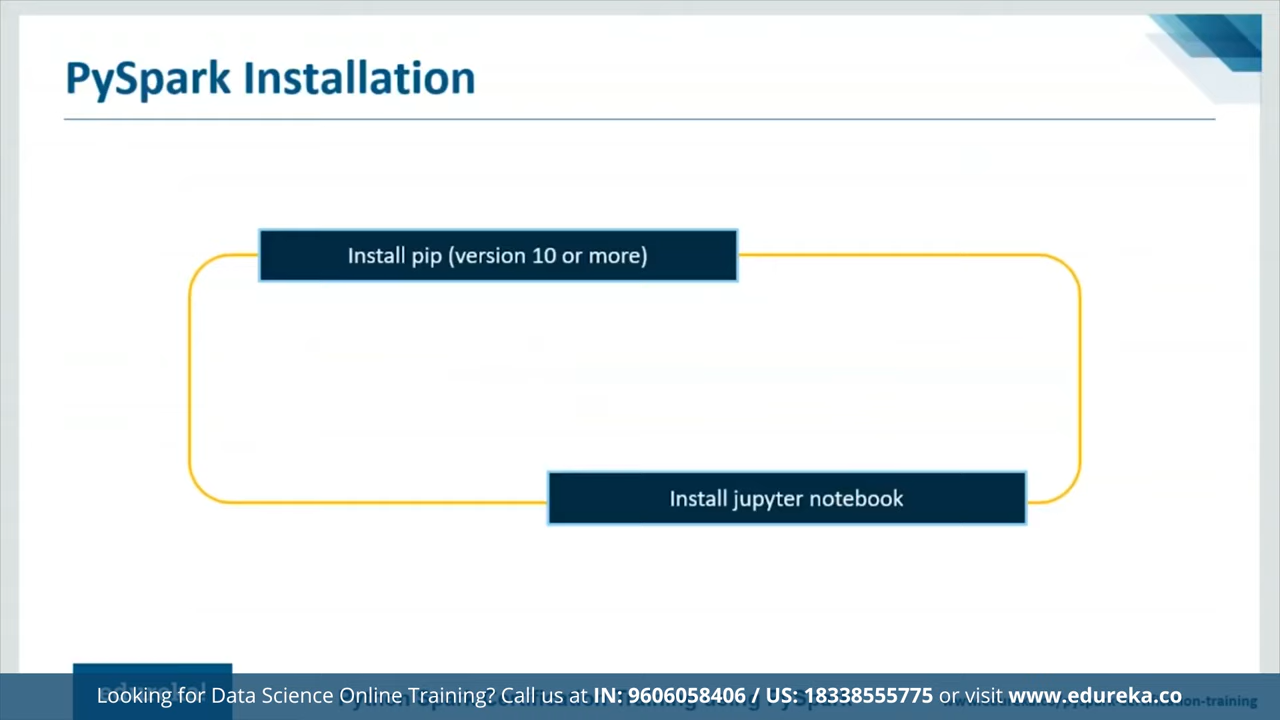 PySpark Installation
Install pip (version 10 or more)
Install jupyter notebook
Looking for Data Science Online Training? Call us at IN: 9606058406 / US: 18338555775 or visit www.edureka.co